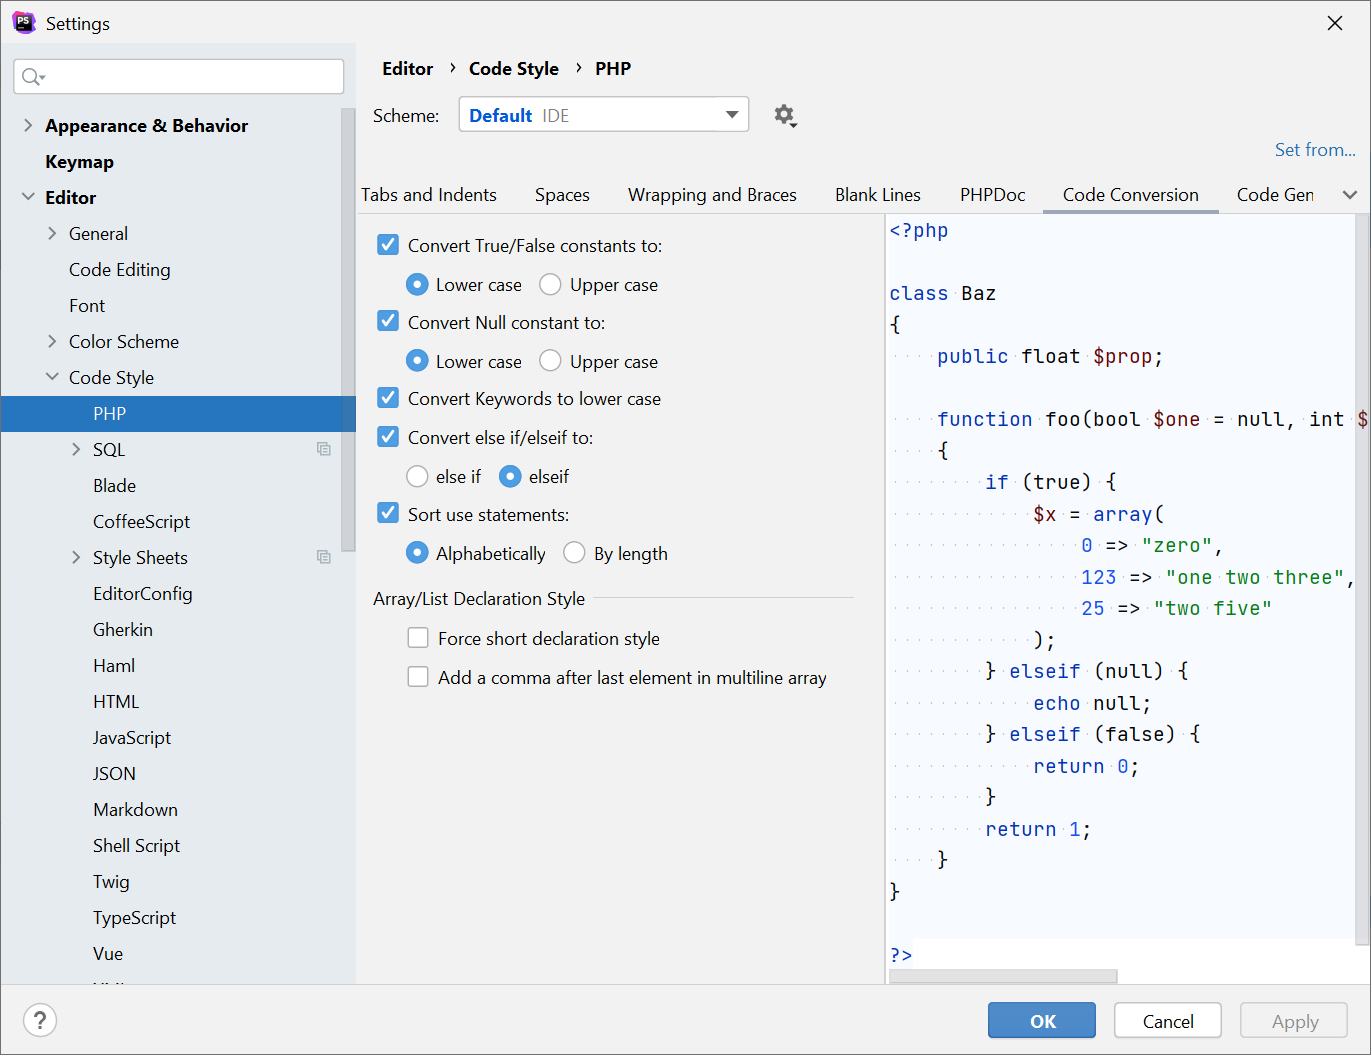 PS
Settings
Appearance & Behavior
Keymap
Editor
General
Code Editing
Font
Color Scheme
Code Style
PHP
SQL
Blade
CoffeeScript
Style Sheets
EditorConfig
Gherkin
Haml
HTML
JavaScript
JSON
Markdown
Shell Script
Twig
TypeScript
Vue
Editor › Code Style › PHP
Scheme: Default IDE
Set from...
Tabs and Indents Spaces Wrapping and Braces Blank Lines PHPDoc Code Conversion Code Gen
Convert True/False constants to:
Lower case Upper case
Convert Null constant to:
Lower case Upper case
Convert Keywords to lower case
Convert else if/elseif to:
else if elseif
Sort use statements:
Alphabetically By length
Array/List Declaration Style
Force short declaration style
Add a comma after last element in multiline array
<?php
class Baz
{
public float $prop;
function foo(bool $one = null, int $
{
if (true) {
$x = array(
0 => "zero",
123 => "one two three",
25 => "two five"
);
} elseif (null) {
echo null;
} elseif (false) {
return 0;
}
return 1;
}
}
?>
?
OK Cancel Apply